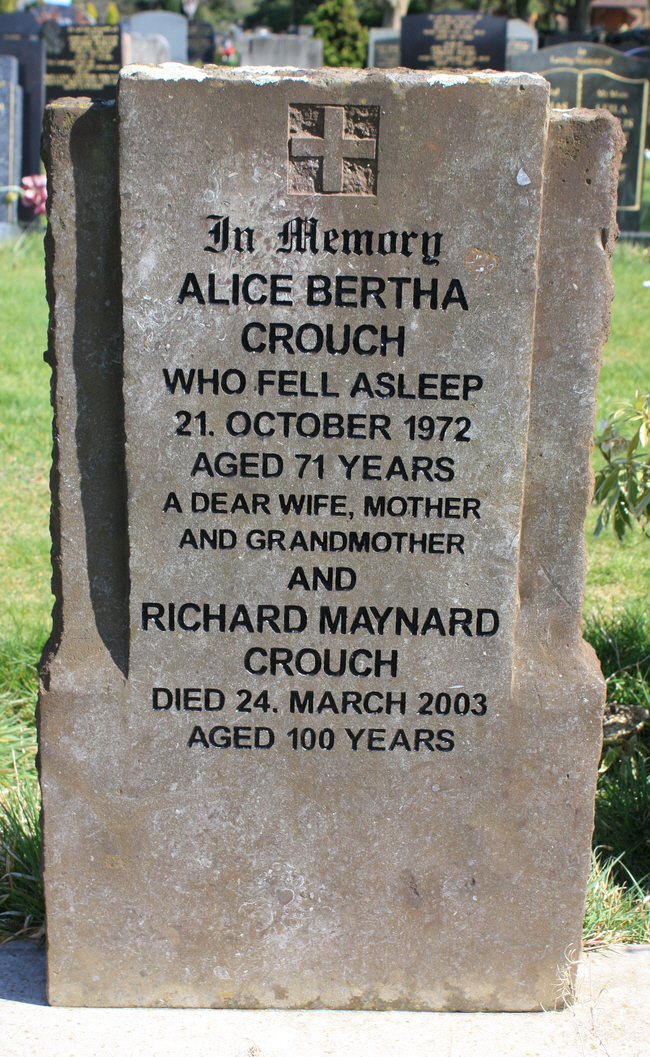 In Memory
ALICE BERTHA
CROUCH
WHO FELL ASLEEP
21. OCTOBER 1972
AGED 71 YEARS
A DEAR WIFE, MOTHER
AND GRANDMOTHER
AND
RICHARD MAYNARD
CROUCH
DIED 24. MARCH 2003
AGED 100 YEARS